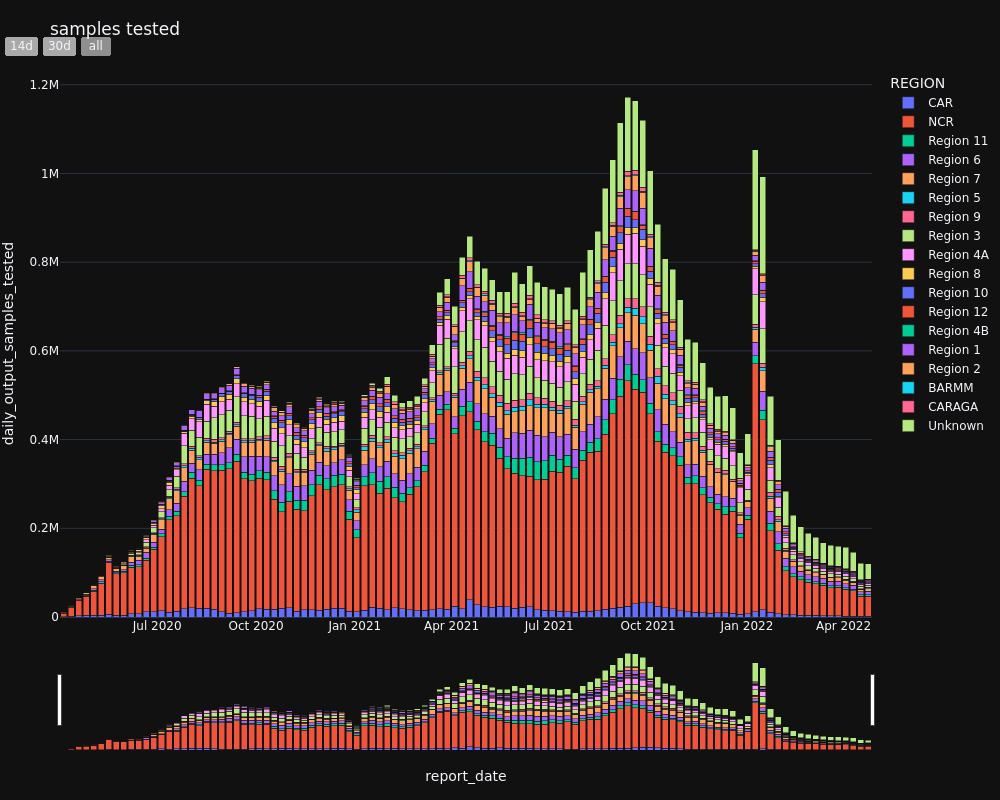 samples tested
14d 30d all
REGION
CAR
NCR
Region 11
Region 6
Region 7
Region 5
Region 9
Region 3
Region 4A
Region 8
Region 10
Region 12
Region 4B
Region 1
Region 2
BARMM
CARAGA
Unknown
daily_output_samples_tested
1.2M
1M
0.8M
0.6M
0.4M
0.2M
0
Jul 2020 Oct 2020 Jan 2021 Apr 2021 Jul 2021 Oct 2021 Jan 2022 Apr 2022
report_date